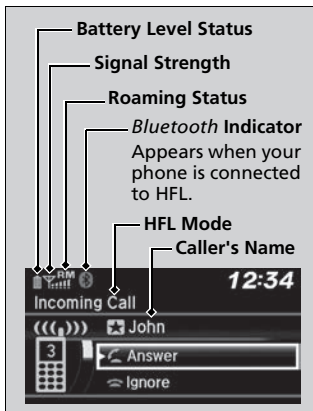 Battery Level Status
Signal Strength
Roaming Status
Bluetooth Indicator
Appears when your
phone is connected
to HFL.
HFL Mode
Caller's Name
RM
12:34
Incoming Call
John
3
Answer
Ignore